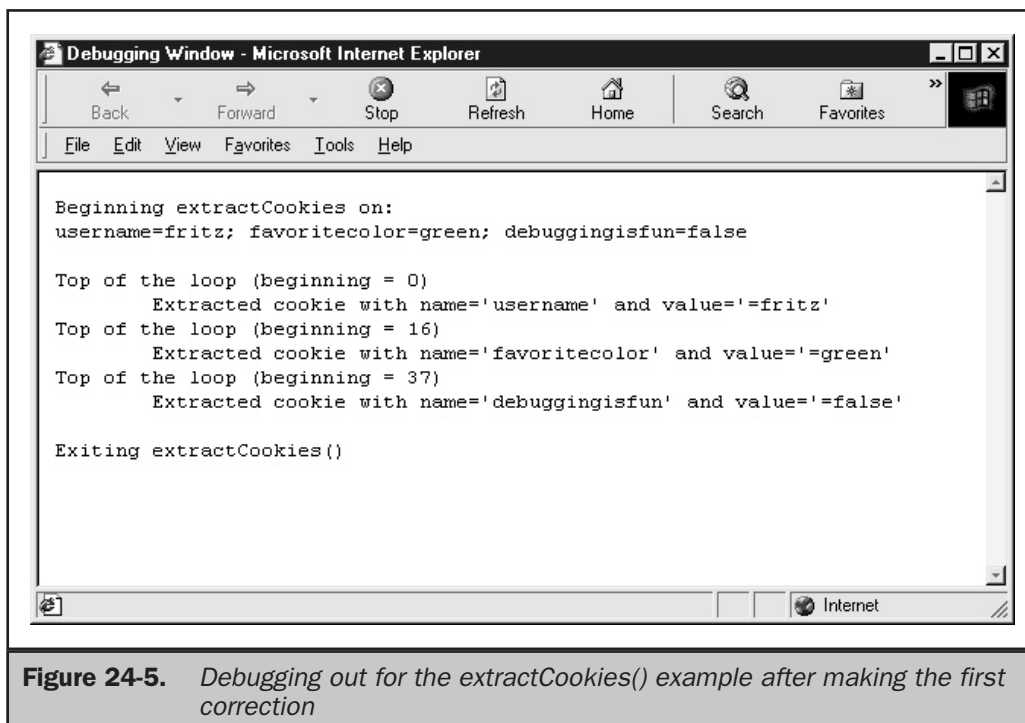 Debugging Window - Microsoft Internet Explorer
Back Forward Stop Refresh Home Search Favorites »
File Edit View Favorites Tools Help
Beginning extractCookies on:
username=fritz; favoritecolor=green; debuggingisfun=false
Top of the loop (beginning = 0)
Extracted cookie with name='username' and value='=fritz'
Top of the loop (beginning = 16)
Extracted cookie with name='favoritecolor' and value='=green'
Top of the loop (beginning = 37)
Extracted cookie with name='debuggingisfun' and value='=false'
Exiting extractCookies()
Internet
Figure 24-5. Debugging out for the extractCookies() example after making the first
correction